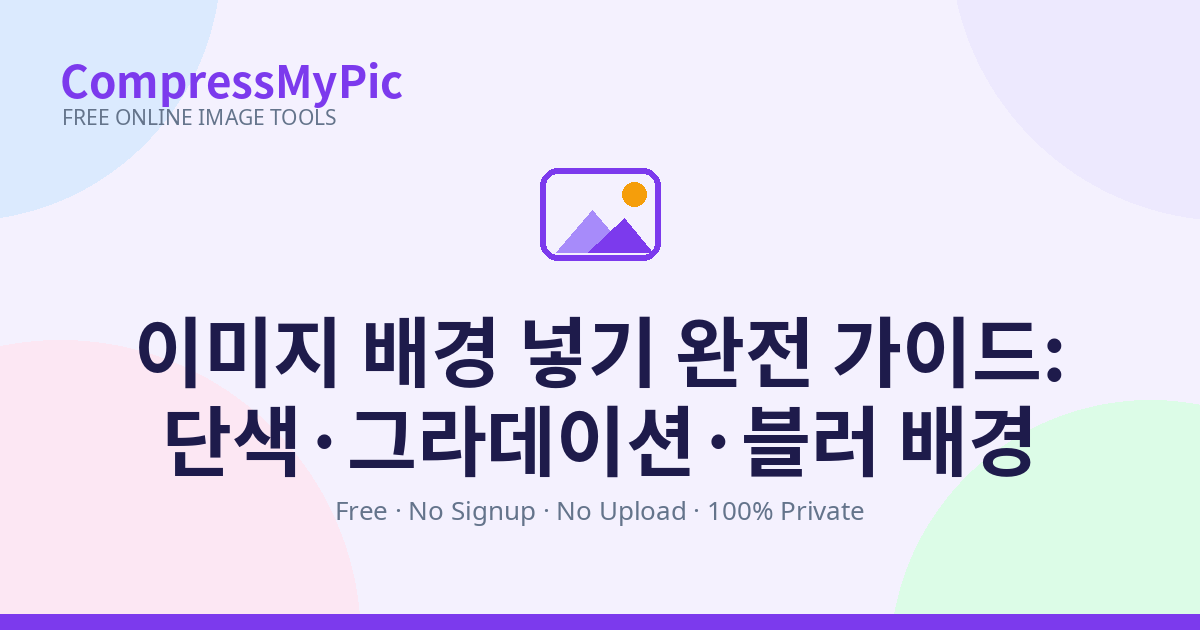 CompressMyPic
FREE ONLINE IMAGE TOOLS
이미지 배경 넣기 완전 가이드:
단색·그라데이션·블러 배경
Free · No Signup · No Upload · 100% Private